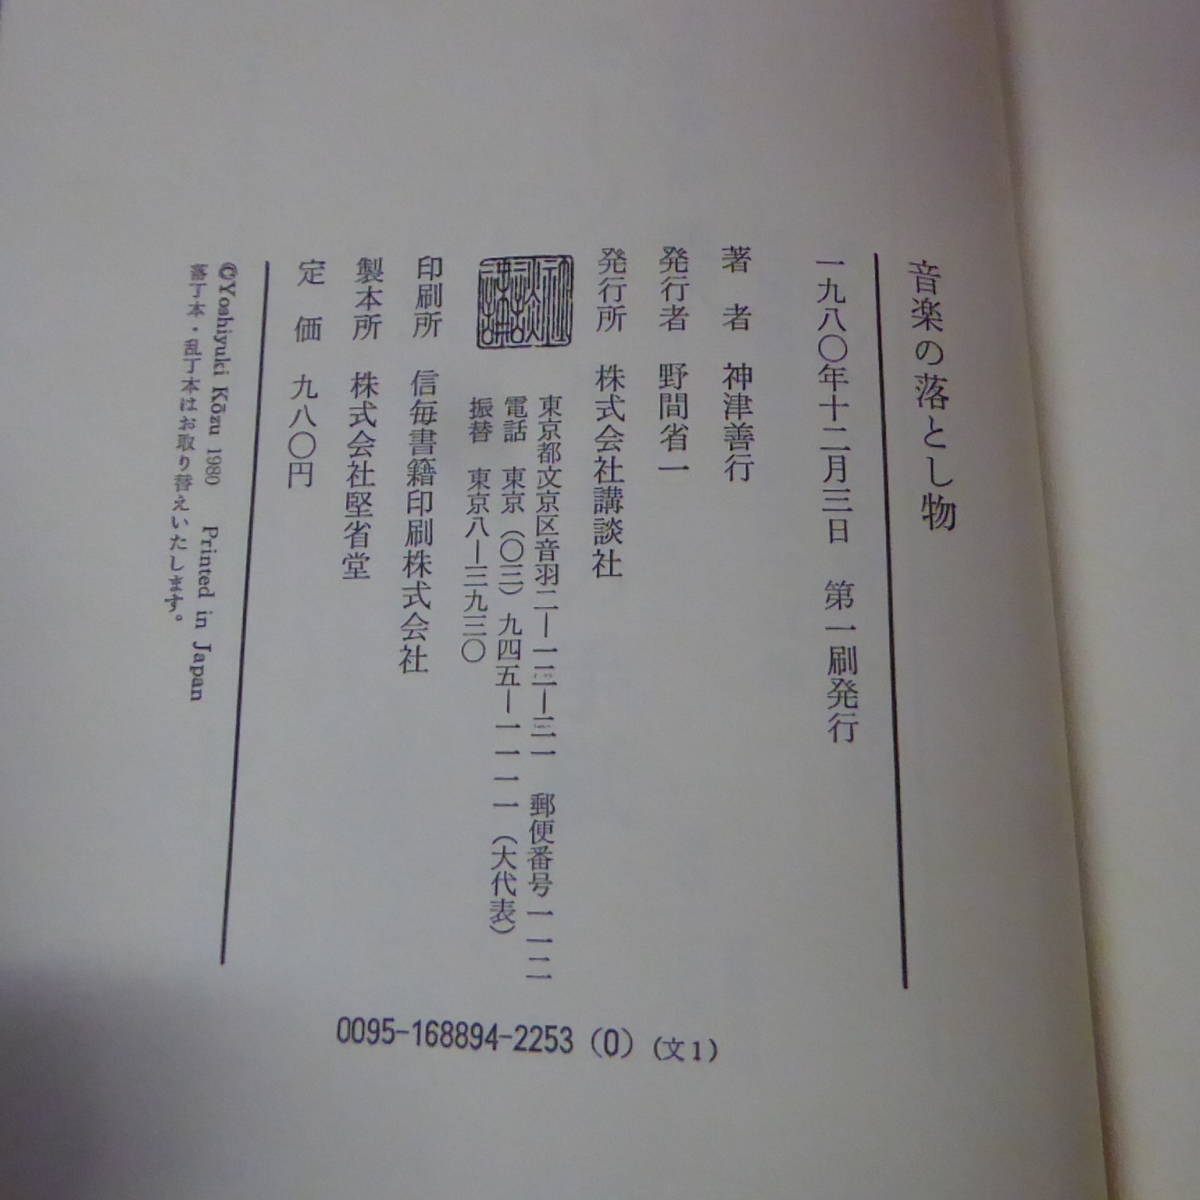 音楽の落とし物
一九八〇年十二月三日　第一刷発行
著　者　神津善行
発行者　野間省一
発行所　株式会社講談社
東京都文京区音羽二―一二―二一　郵便番号一一二
電話　東京（〇三）九四五―一一一一（大代表）
振替　東京八―三九三〇
講談社
印刷所　信毎書籍印刷株式会社
製本所　株式会社堅省堂
定　価　九八〇円
©Yoshiyuki Kōzu 1980　Printed in Japan
落丁本・乱丁本はお取り替えいたします。
0095-168894-2253 (0) (文1)